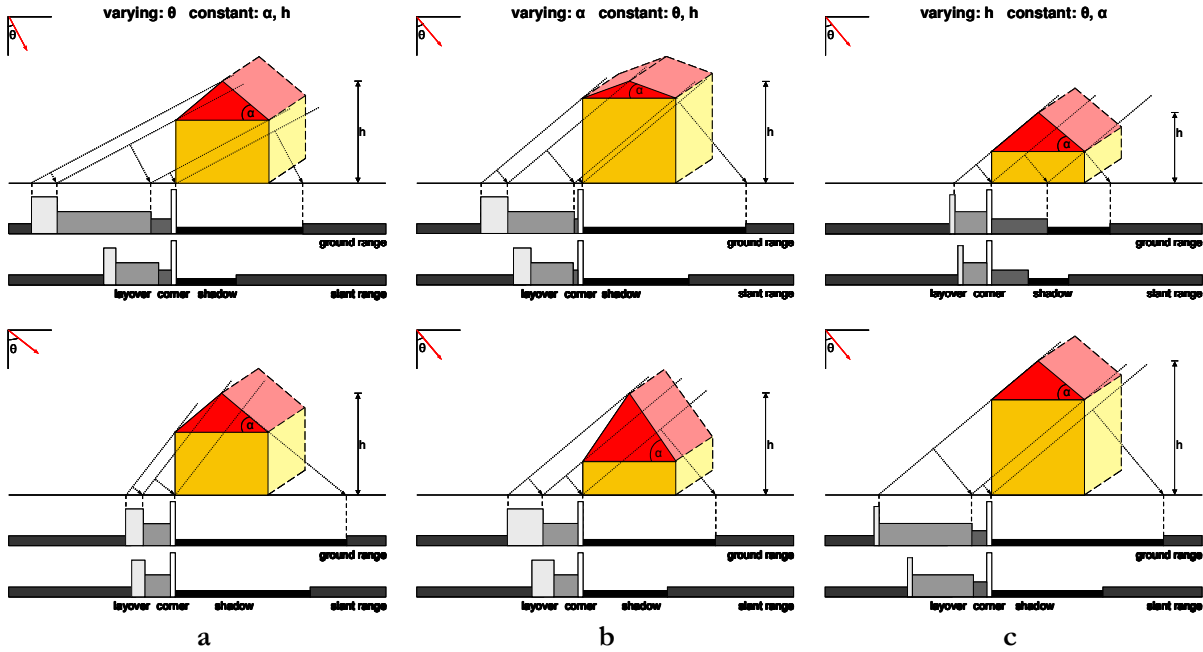 varying: θ constant: α, h
θ
α
h
ground range
layover corner shadow slant range
θ
α
h
ground range
layover corner shadow slant range
a
varying: α constant: θ, h
θ
α
h
ground range
layover corner shadow slant range
θ
α
h
ground range
layover corner shadow slant range
b
varying: h constant: θ, α
θ
α
h
ground range
layover corner shadow slant range
θ
α
h
ground range
layover corner shadow slant range
c